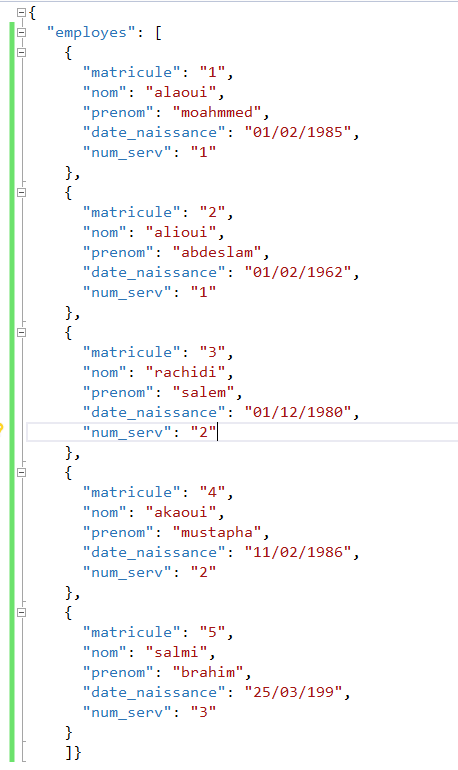 {
"employes": [
{
"matricule": "1",
"nom": "alaoui",
"prenom": "moahmmed",
"date_naissance": "01/02/1985",
"num_serv": "1"
},
{
"matricule": "2",
"nom": "alioui",
"prenom": "abdeslam",
"date_naissance": "01/02/1962",
"num_serv": "1"
},
{
"matricule": "3",
"nom": "rachidi",
"prenom": "salem",
"date_naissance": "01/12/1980",
"num_serv": "2"
},
{
"matricule": "4",
"nom": "akaoui",
"prenom": "mustapha",
"date_naissance": "11/02/1986",
"num_serv": "2"
},
{
"matricule": "5",
"nom": "salmi",
"prenom": "brahim",
"date_naissance": "25/03/199",
"num_serv": "3"
}
]}